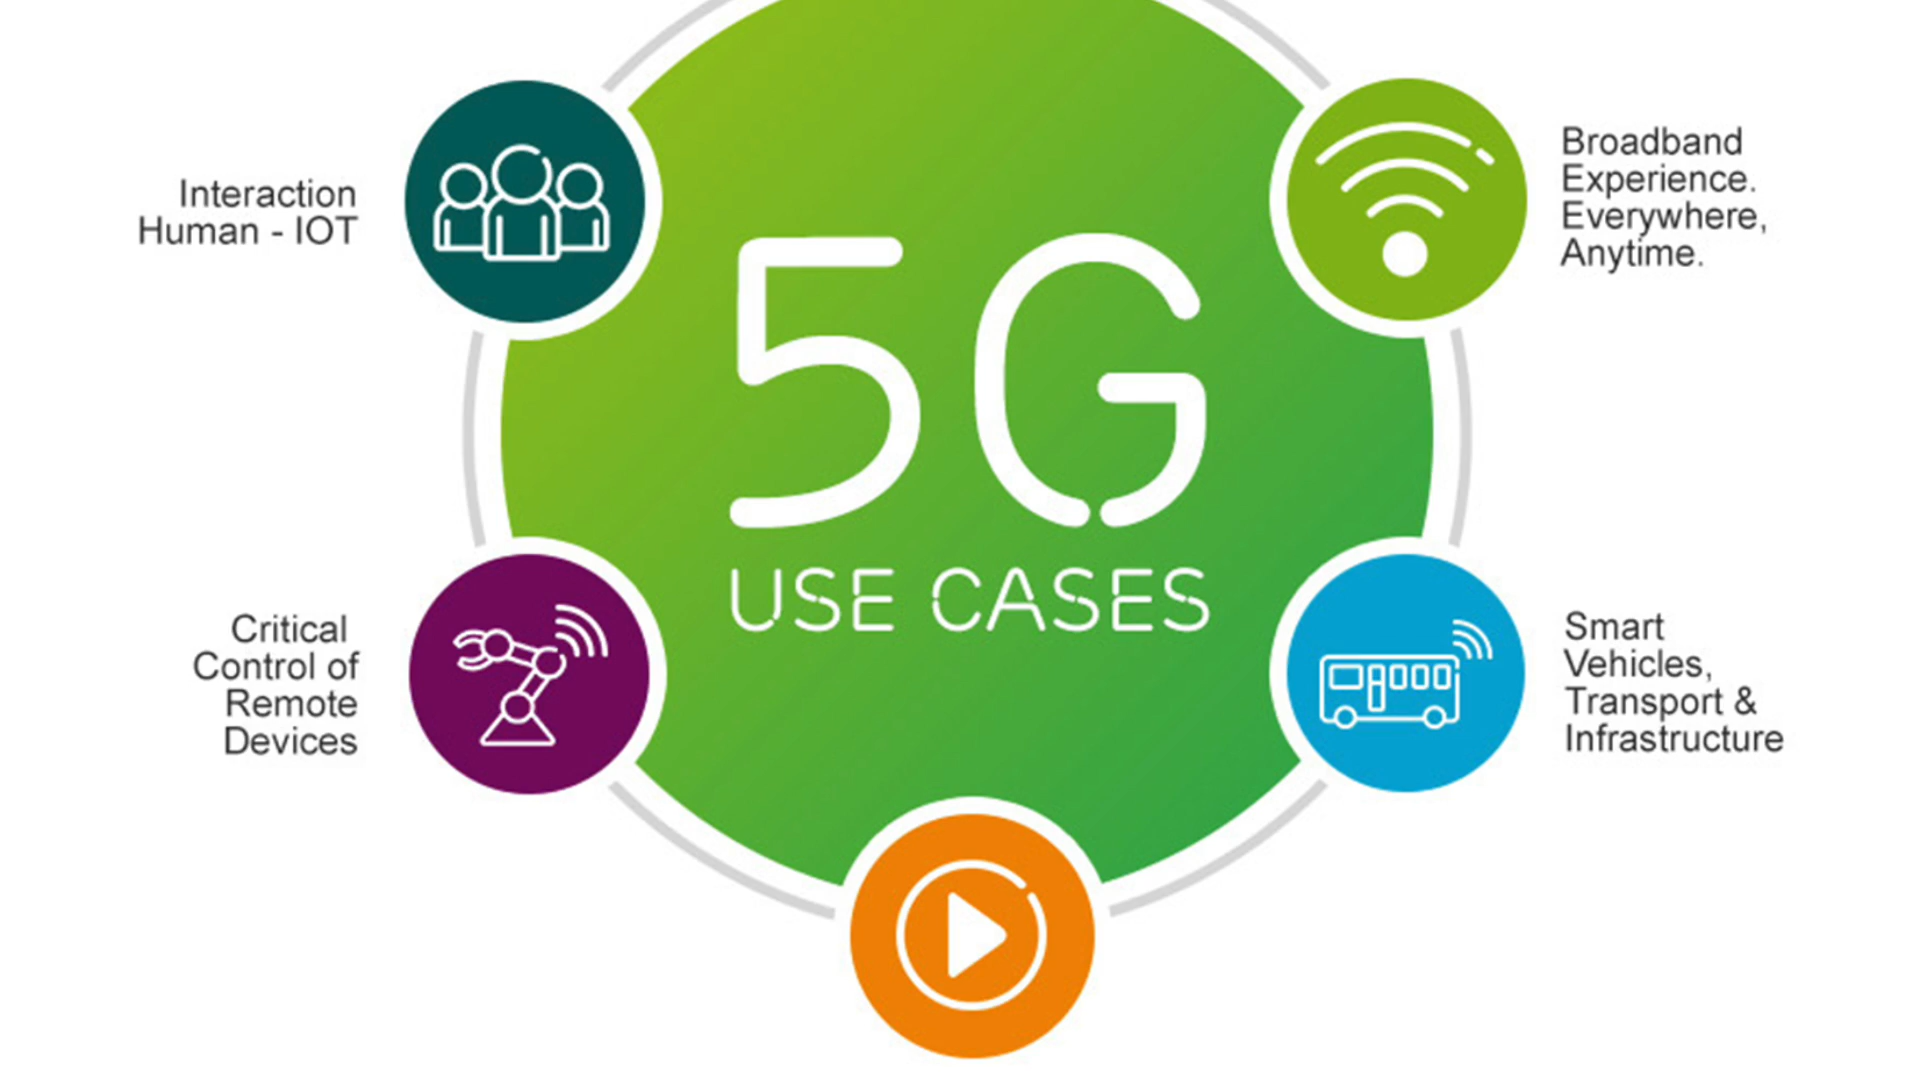 Interaction
Human - IOT
Broadband
Experience.
Everywhere,
Anytime.
5G
USE CASES
Critical
Control of
Remote
Devices
Smart
Vehicles,
Transport &
Infrastructure